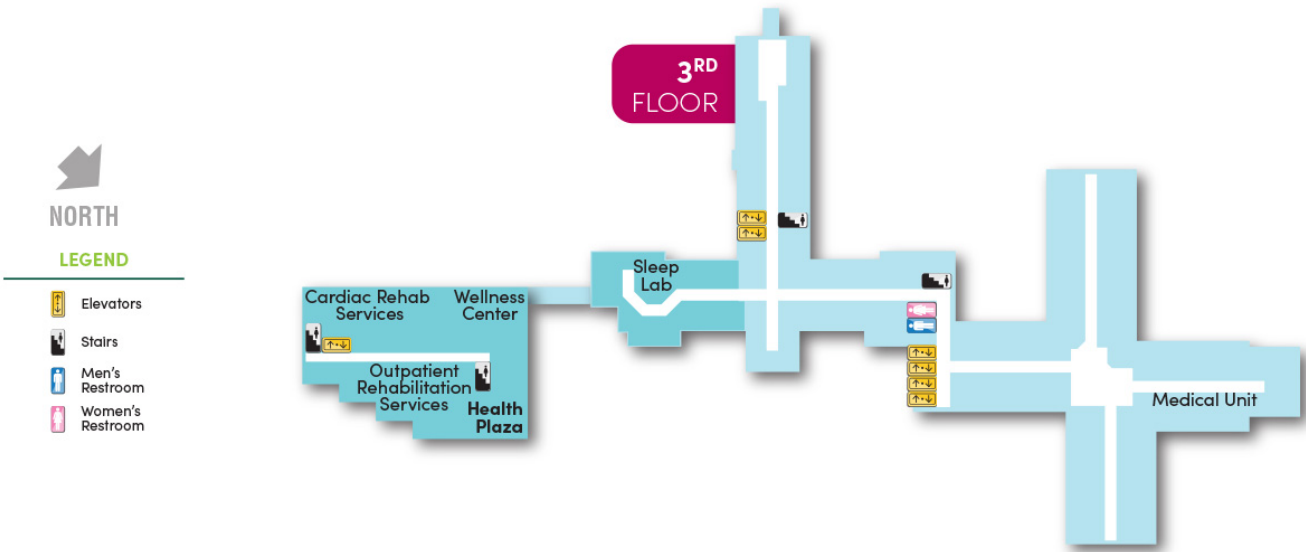 3RD
FLOOR
NORTH
LEGEND
Elevators
Stairs
Men's
Restroom
Women's
Restroom
Cardiac Rehab
Services
Wellness
Center
Outpatient
Rehabilitation
Services
Health
Plaza
Sleep
Lab
Medical Unit